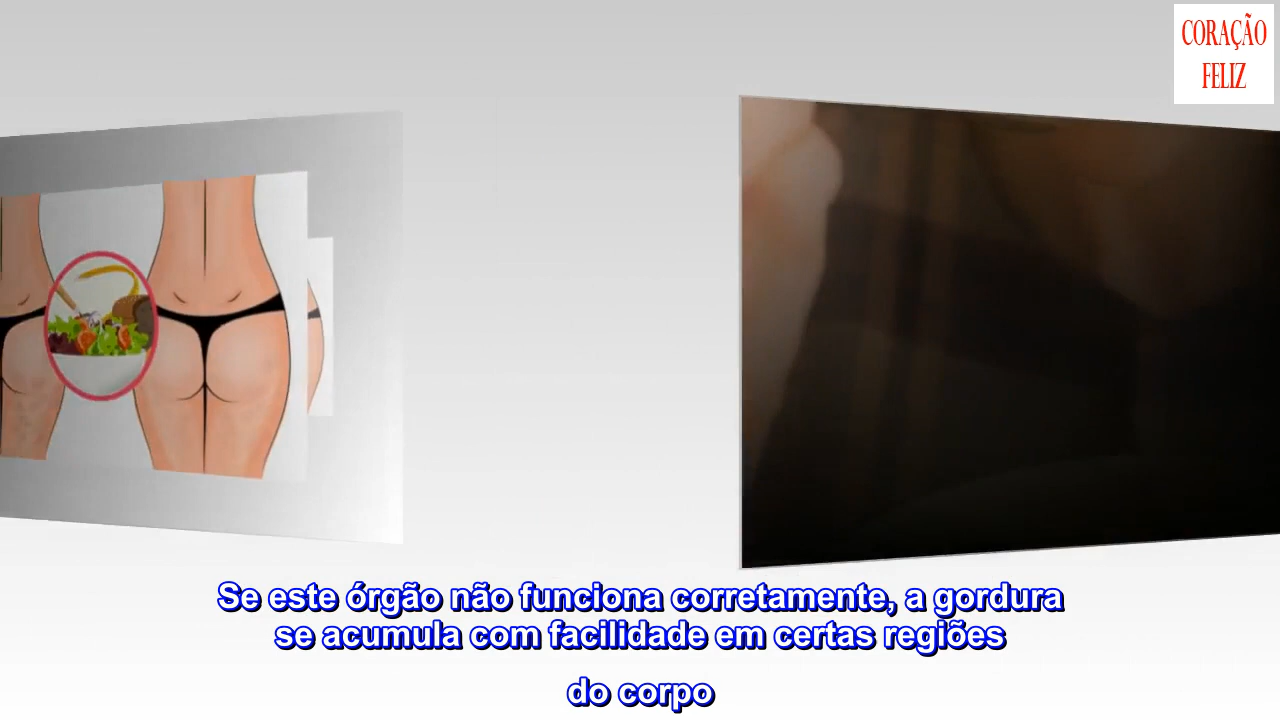 CORAÇÃO
FELIZ
Se este órgão não funciona corretamente, a gordura
se acumula com facilidade em certas regiões
do corpo